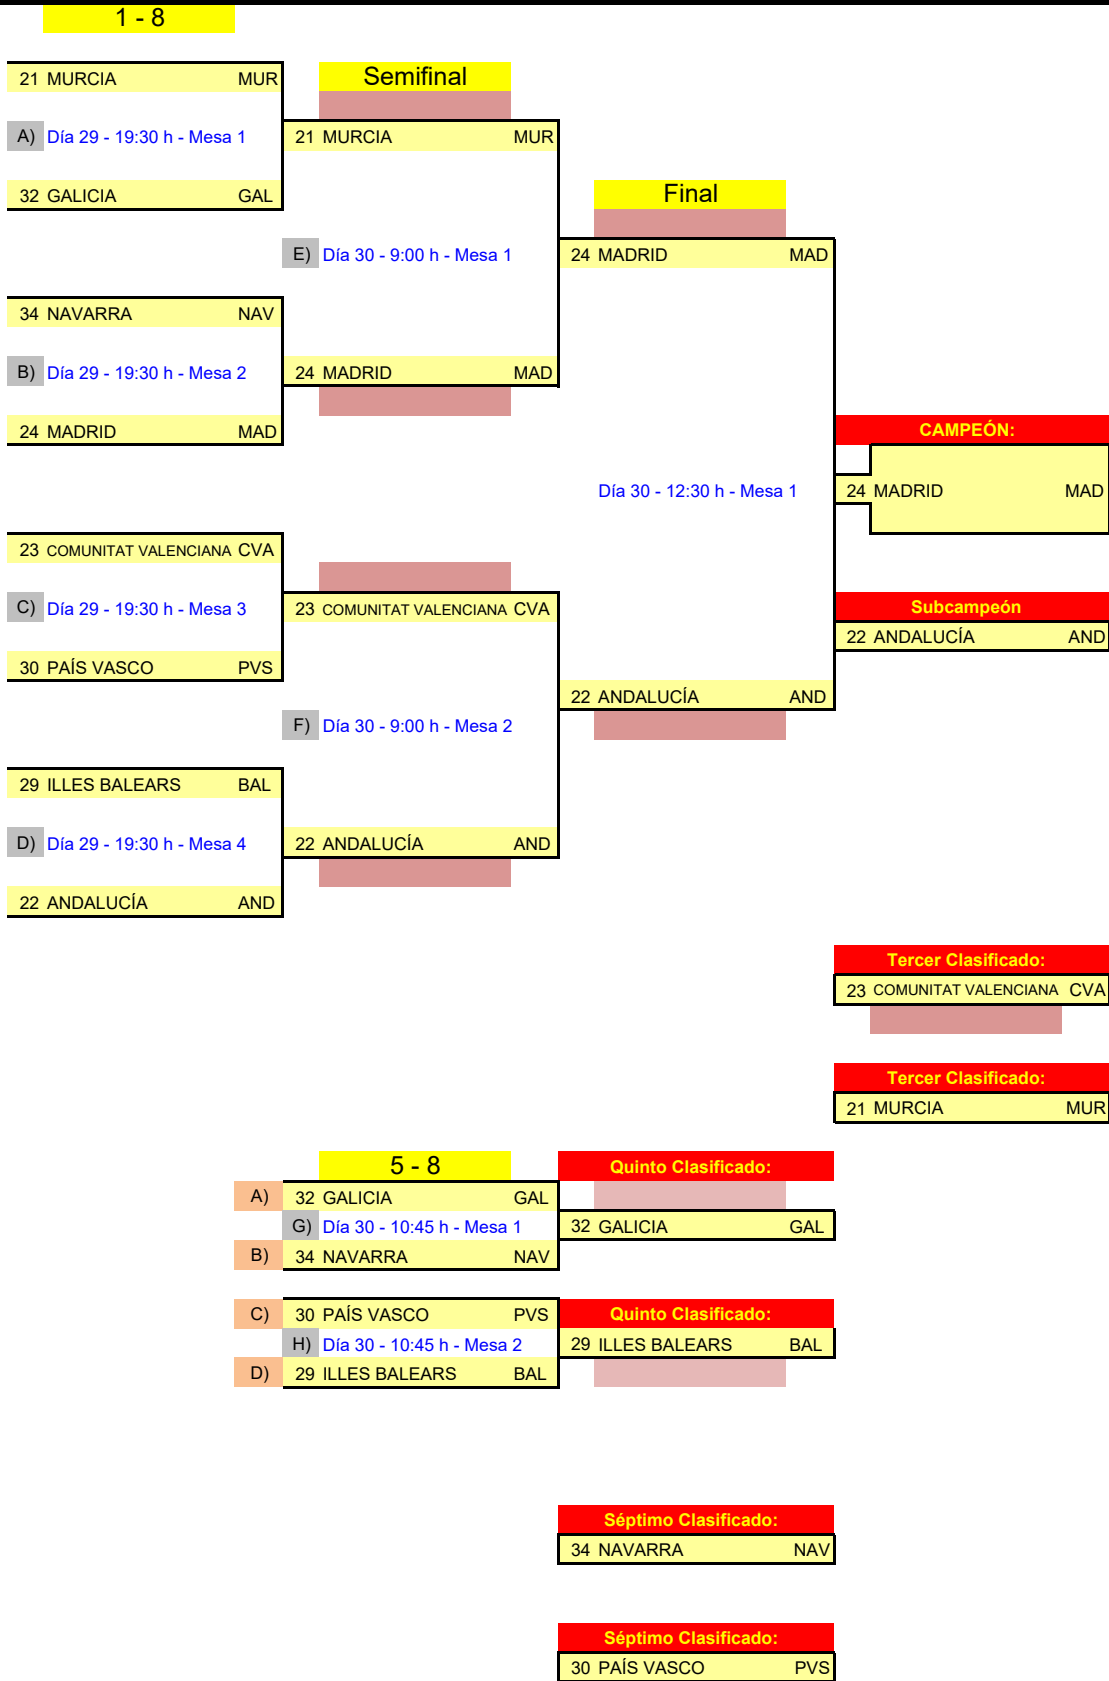 1 - 8
21 MURCIA MUR
Semifinal
A) Día 29 - 19:30 h - Mesa 1
21 MURCIA MUR
32 GALICIA GAL
Final
E) Día 30 - 9:00 h - Mesa 1
24 MADRID MAD
34 NAVARRA NAV
B) Día 29 - 19:30 h - Mesa 2
24 MADRID MAD
24 MADRID MAD
CAMPEÓN:
Día 30 - 12:30 h - Mesa 1
24 MADRID MAD
23 COMUNITAT VALENCIANA CVA
C) Día 29 - 19:30 h - Mesa 3
23 COMUNITAT VALENCIANA CVA
Subcampeón
22 ANDALUCÍA AND
30 PAÍS VASCO PVS
22 ANDALUCÍA AND
F) Día 30 - 9:00 h - Mesa 2
29 ILLES BALEARS BAL
D) Día 29 - 19:30 h - Mesa 4
22 ANDALUCÍA AND
22 ANDALUCÍA AND
Tercer Clasificado:
23 COMUNITAT VALENCIANA CVA
Tercer Clasificado:
21 MURCIA MUR
5 - 8
Quinto Clasificado:
A) 32 GALICIA GAL
G) Día 30 - 10:45 h - Mesa 1
32 GALICIA GAL
B) 34 NAVARRA NAV
C) 30 PAÍS VASCO PVS
Quinto Clasificado:
H) Día 30 - 10:45 h - Mesa 2
29 ILLES BALEARS BAL
D) 29 ILLES BALEARS BAL
Séptimo Clasificado:
34 NAVARRA NAV
Séptimo Clasificado:
30 PAÍS VASCO PVS